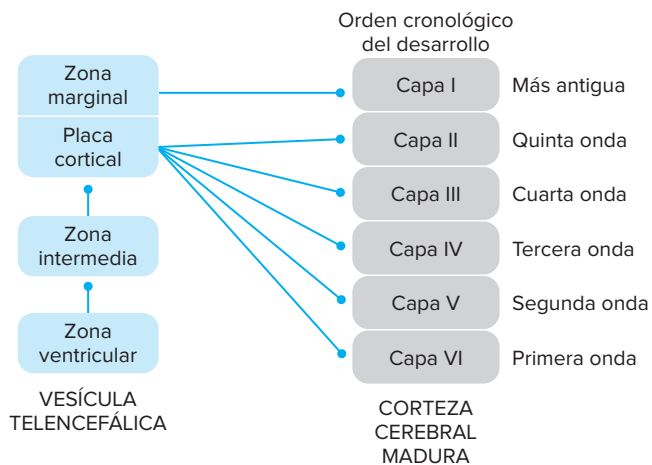 Orden cronológico
del desarrollo
Zona
marginal
Placa
cortical
Zona
intermedia
Zona
ventricular
VESÍCULA
TELENCEFÁLICA
Capa I
Más antigua
Capa II
Quinta onda
Capa III
Cuarta onda
Capa IV
Tercera onda
Capa V
Segunda onda
Capa VI
Primera onda
CORTEZA
CEREBRAL
MADURA